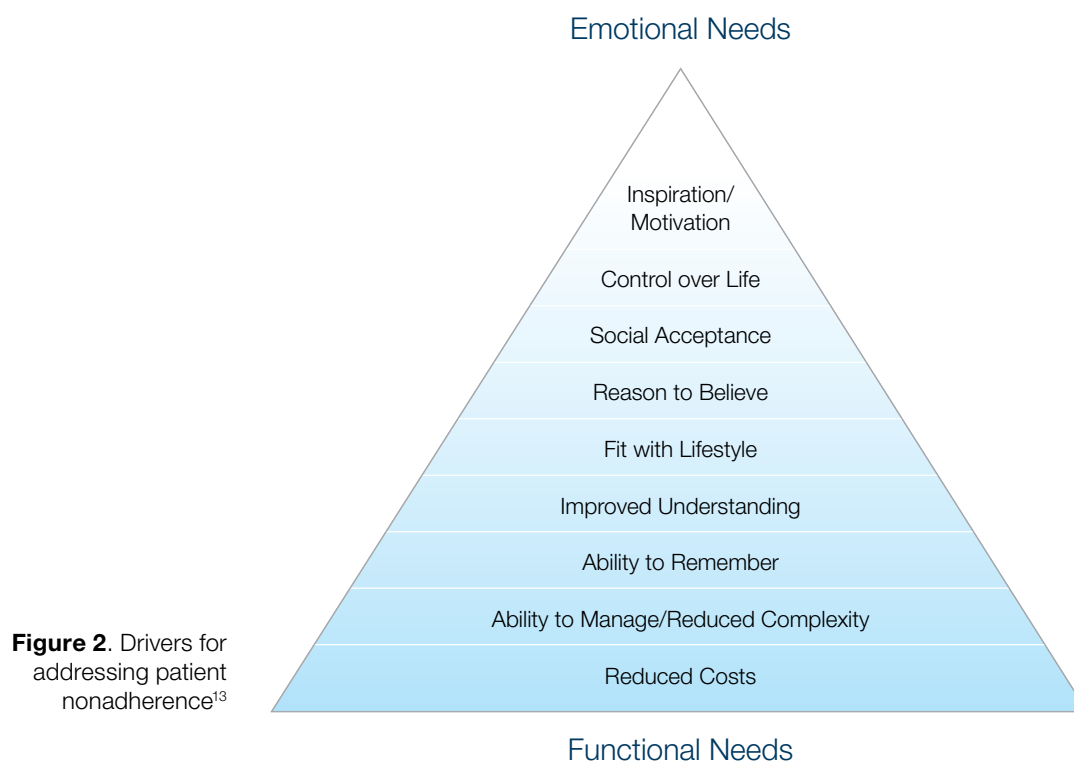 Emotional Needs
Inspiration/
Motivation
Control over Life
Social Acceptance
Reason to Believe
Fit with Lifestyle
Improved Understanding
Ability to Remember
Ability to Manage/Reduced Complexity
Reduced Costs
Figure 2. Drivers for
addressing patient
nonadherence¹³
Functional Needs